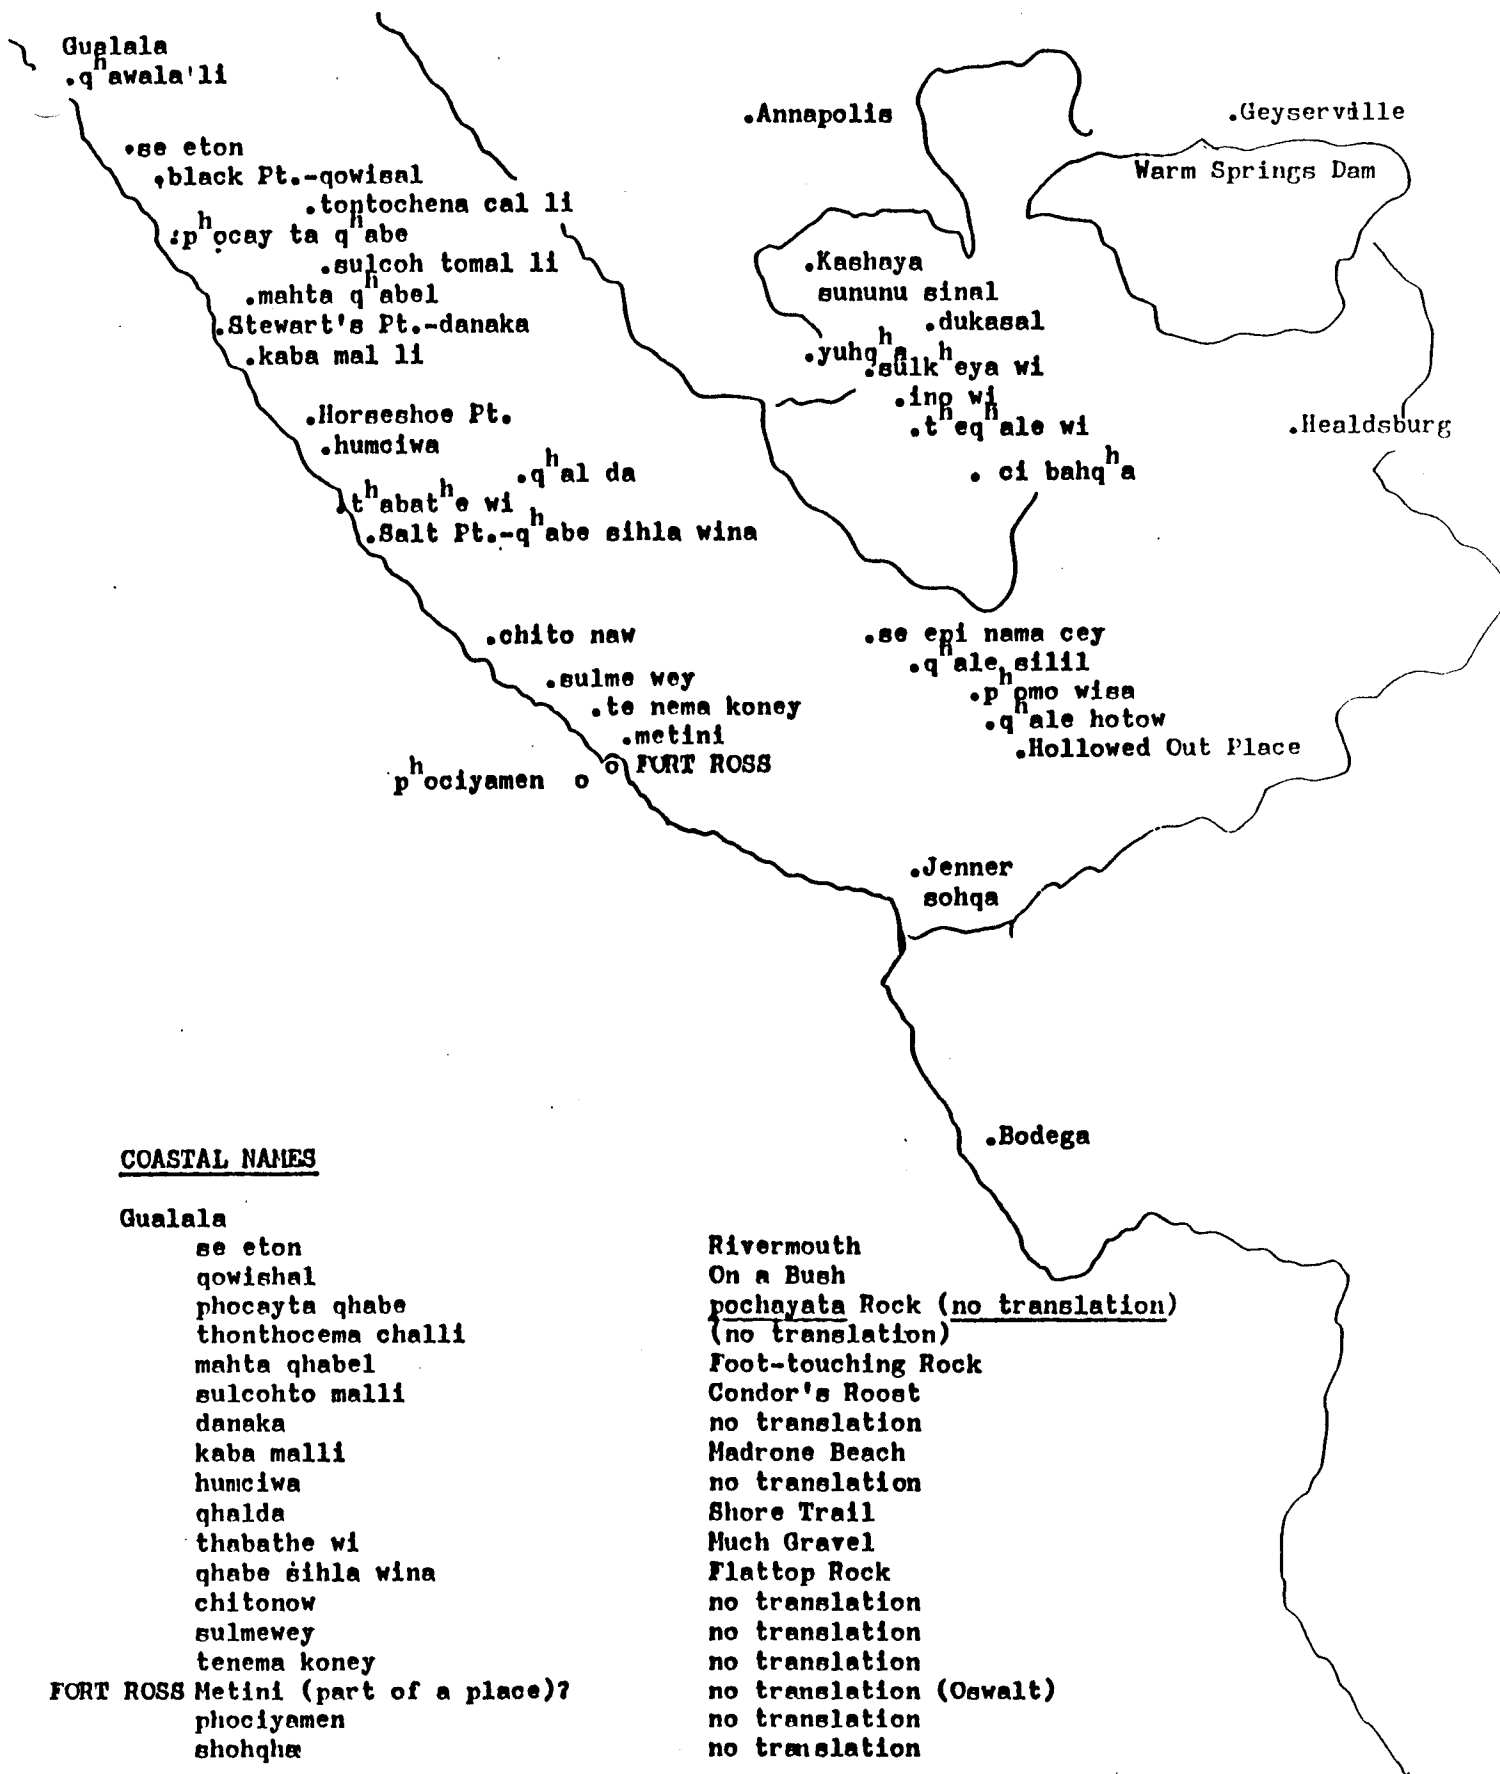 Gualala
.qʰawala'li
.Annapolis
.Geyserville
.se eton
.black Pt.-qowisal
Warm Springs Dam
.tontochena cal li
.pʰocay ta qʰabe
.sulcoh tomal li
.Kashaya
sununu sinal
.mahta qʰabel
.Stewart's Pt.-danaka
.dukasal
.kaba mal li
.yuhqʰa
.sulkʰeya wi
.ino wi
.Horseshoe Pt.
.tʰeqʰale wi
.Healdsburg
.humciwa
.qʰal da
. ci bahqʰa
.tʰabatʰe wi
.Salt Pt.-qʰabe sihla wina
.chito naw
.se epi nama cey
.qʰale silil
.sulme wey
.pʰomo wisa
.te nema koney
.qʰale hotow
.metini
.Hollowed Out Place
o FORT ROSS
pʰociyamen o
.Jenner
sohqa
.Bodega
COASTAL NAMES
Gualala
se eton Rivermouth
qowishal On a Bush
phocayta qhabe pochayata Rock (no translation)
thonthocema challi (no translation)
mahta qhabel Foot-touching Rock
sulcohto malli Condor's Roost
danaka no translation
kaba malli Madrone Beach
humciwa no translation
qhalda Shore Trail
thabathe wi Much Gravel
qhabe sihla wina Flattop Rock
chitonow no translation
sulmewey no translation
tenema koney no translation
FORT ROSS Metini (part of a place)? no translation (Oswalt)
phociyamen no translation
shohqha no translation